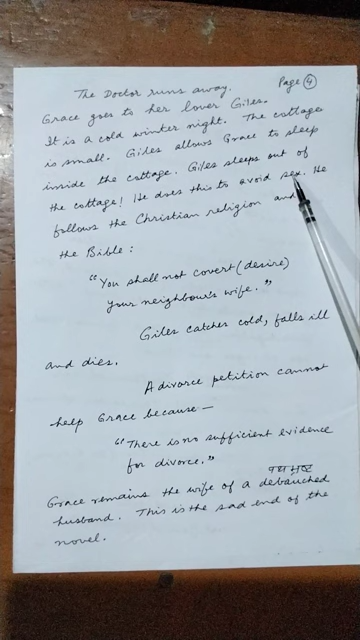 The Doctor runs away. Page 4
Grace goes to her lover Giles.
It is a cold winter night. The cottage
is small. Giles allows Grace to sleep
inside the cottage. Giles sleeps out of
the cottage! He does this to avoid sex. He
follows the Christian religion and
the Bible:
"You shall not covert (desire)
your neighbour's wife."
Giles catches cold, falls ill
and dies.
A divorce petition cannot
help Grace because —
"There is no sufficient evidence
for divorce."
पथ भ्रष्ट
Grace remains the wife of a debauched
husband. This is the sad end of the
novel.